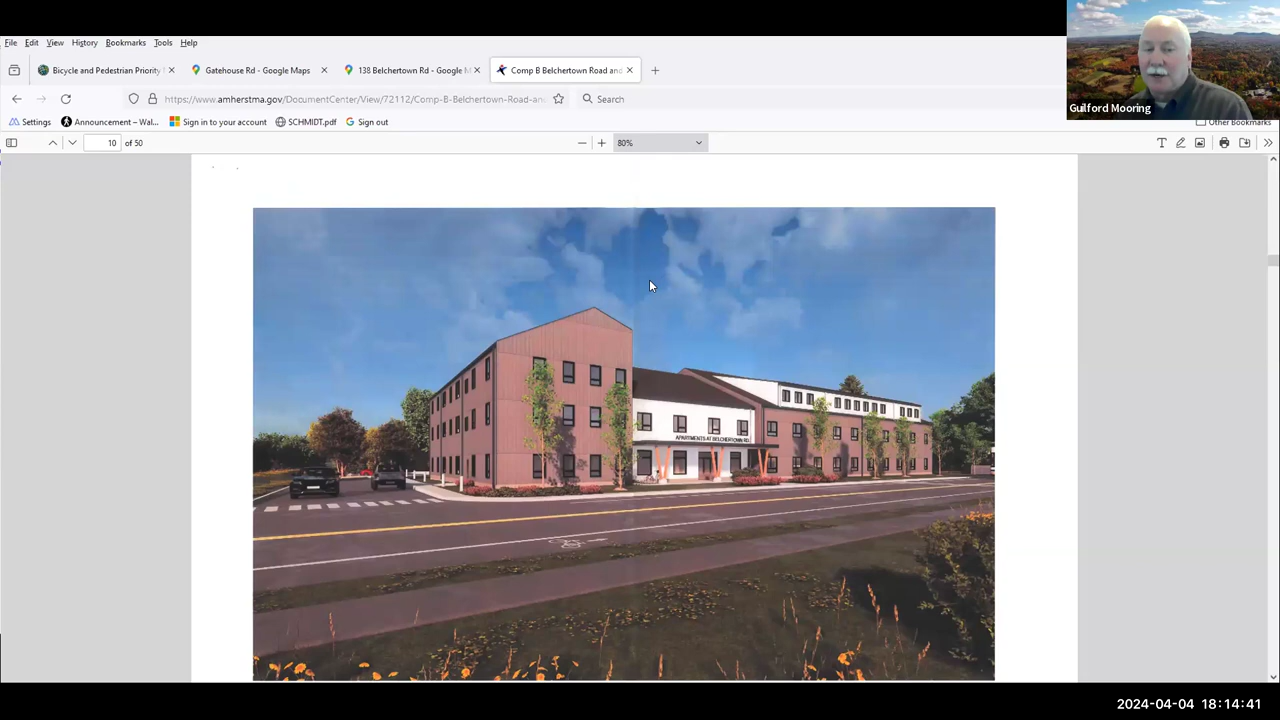 File Edit View History Bookmarks Tools Help
Bicycle and Pedestrian Priority
Gatehouse Rd - Google Maps
138 Belchertown Rd - Google M
Comp B Belchertown Road and
https://www.amherstma.gov/DocumentCenter/View/72112/Comp-B-Belchertown-Road-and-
Search
Guilford Mooring
Settings
Announcement – Wal...
Sign in to your account
SCHMIDT.pdf
Sign out
Other Bookmarks
10 of 50
80%
APARTMENTS AT BELCHERTOWN RD.
2024-04-04 18:14:41